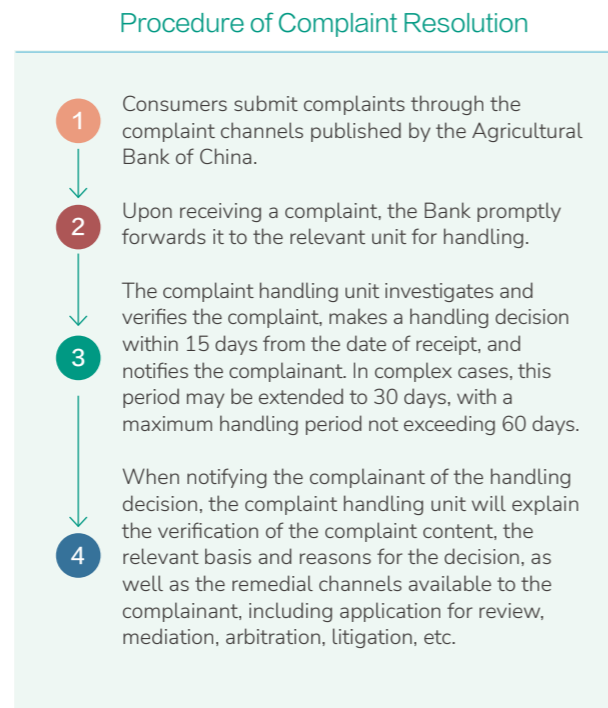 Procedure of Complaint Resolution
1
Consumers submit complaints through the
complaint channels published by the Agricultural
Bank of China.
2
Upon receiving a complaint, the Bank promptly
forwards it to the relevant unit for handling.
3
The complaint handling unit investigates and
verifies the complaint, makes a handling decision
within 15 days from the date of receipt, and
notifies the complainant. In complex cases, this
period may be extended to 30 days, with a
maximum handling period not exceeding 60 days.
4
When notifying the complainant of the handling
decision, the complaint handling unit will explain
the verification of the complaint content, the
relevant basis and reasons for the decision, as
well as the remedial channels available to the
complainant, including application for review,
mediation, arbitration, litigation, etc.